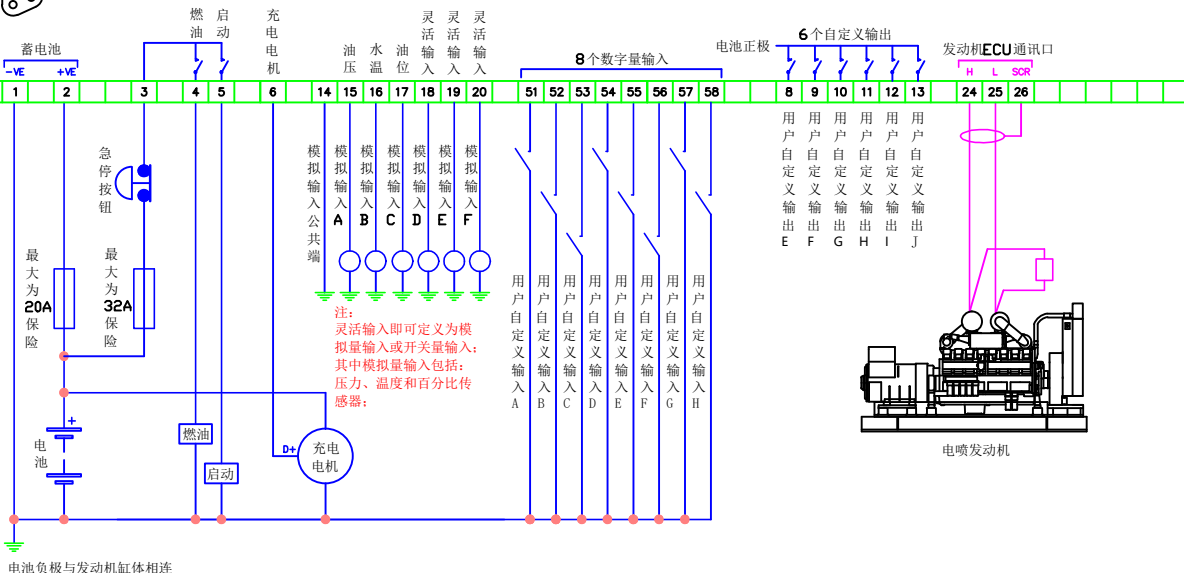 蓄电池
-VE
+VE
燃油
启动
充电电机
油压
水温
油位
灵活输入
灵活输入
灵活输入
8个数字量输入
电池正极
6个自定义输出
发动机ECU通讯口
H
L
SCR
1
2
3
4
5
6
14
15
16
17
18
19
20
51
52
53
54
55
56
57
58
8
9
10
11
12
13
24
25
26
急停按钮
最大为20A保险
最大为32A保险
模拟输入公共端
模拟输入A
模拟输入B
模拟输入C
模拟输入D
模拟输入E
模拟输入F
注:
灵活输入即可定义为模
拟量输入或开关量输入;
其中模拟量输入包括:
压力、温度和百分比传
感器;
用户自定义输入A
用户自定义输入B
用户自定义输入C
用户自定义输入D
用户自定义输入E
用户自定义输入F
用户自定义输入G
用户自定义输入H
用户自定义输出E
用户自定义输出F
用户自定义输出G
用户自定义输出H
用户自定义输出I
用户自定义输出J
电池
+
燃油
启动
D+
充电
电机
电喷发动机
电池负极与发动机缸体相连